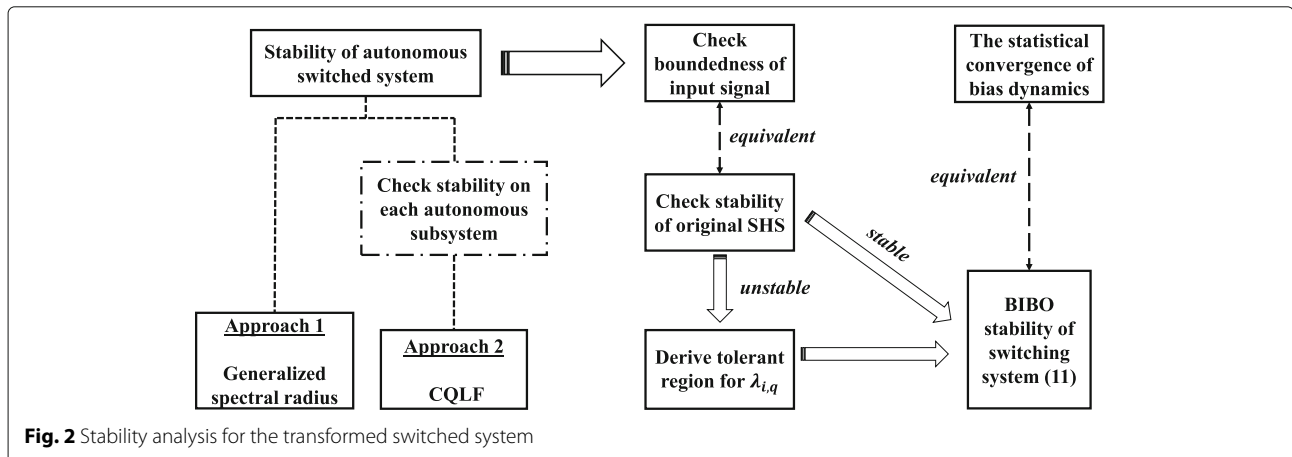 Stability of autonomous
switched system
Check
boundedness of
input signal
The statistical
convergence of
bias dynamics
equivalent
equivalent
Check stability on
each autonomous
subsystem
Check stability
of original SHS
stable
unstable
Approach 1
Generalized
spectral radius
Approach 2
CQLF
Derive tolerant
region for λ_{i,q}
BIBO
stability of
switching
system (11)
Fig. 2 Stability analysis for the transformed switched system